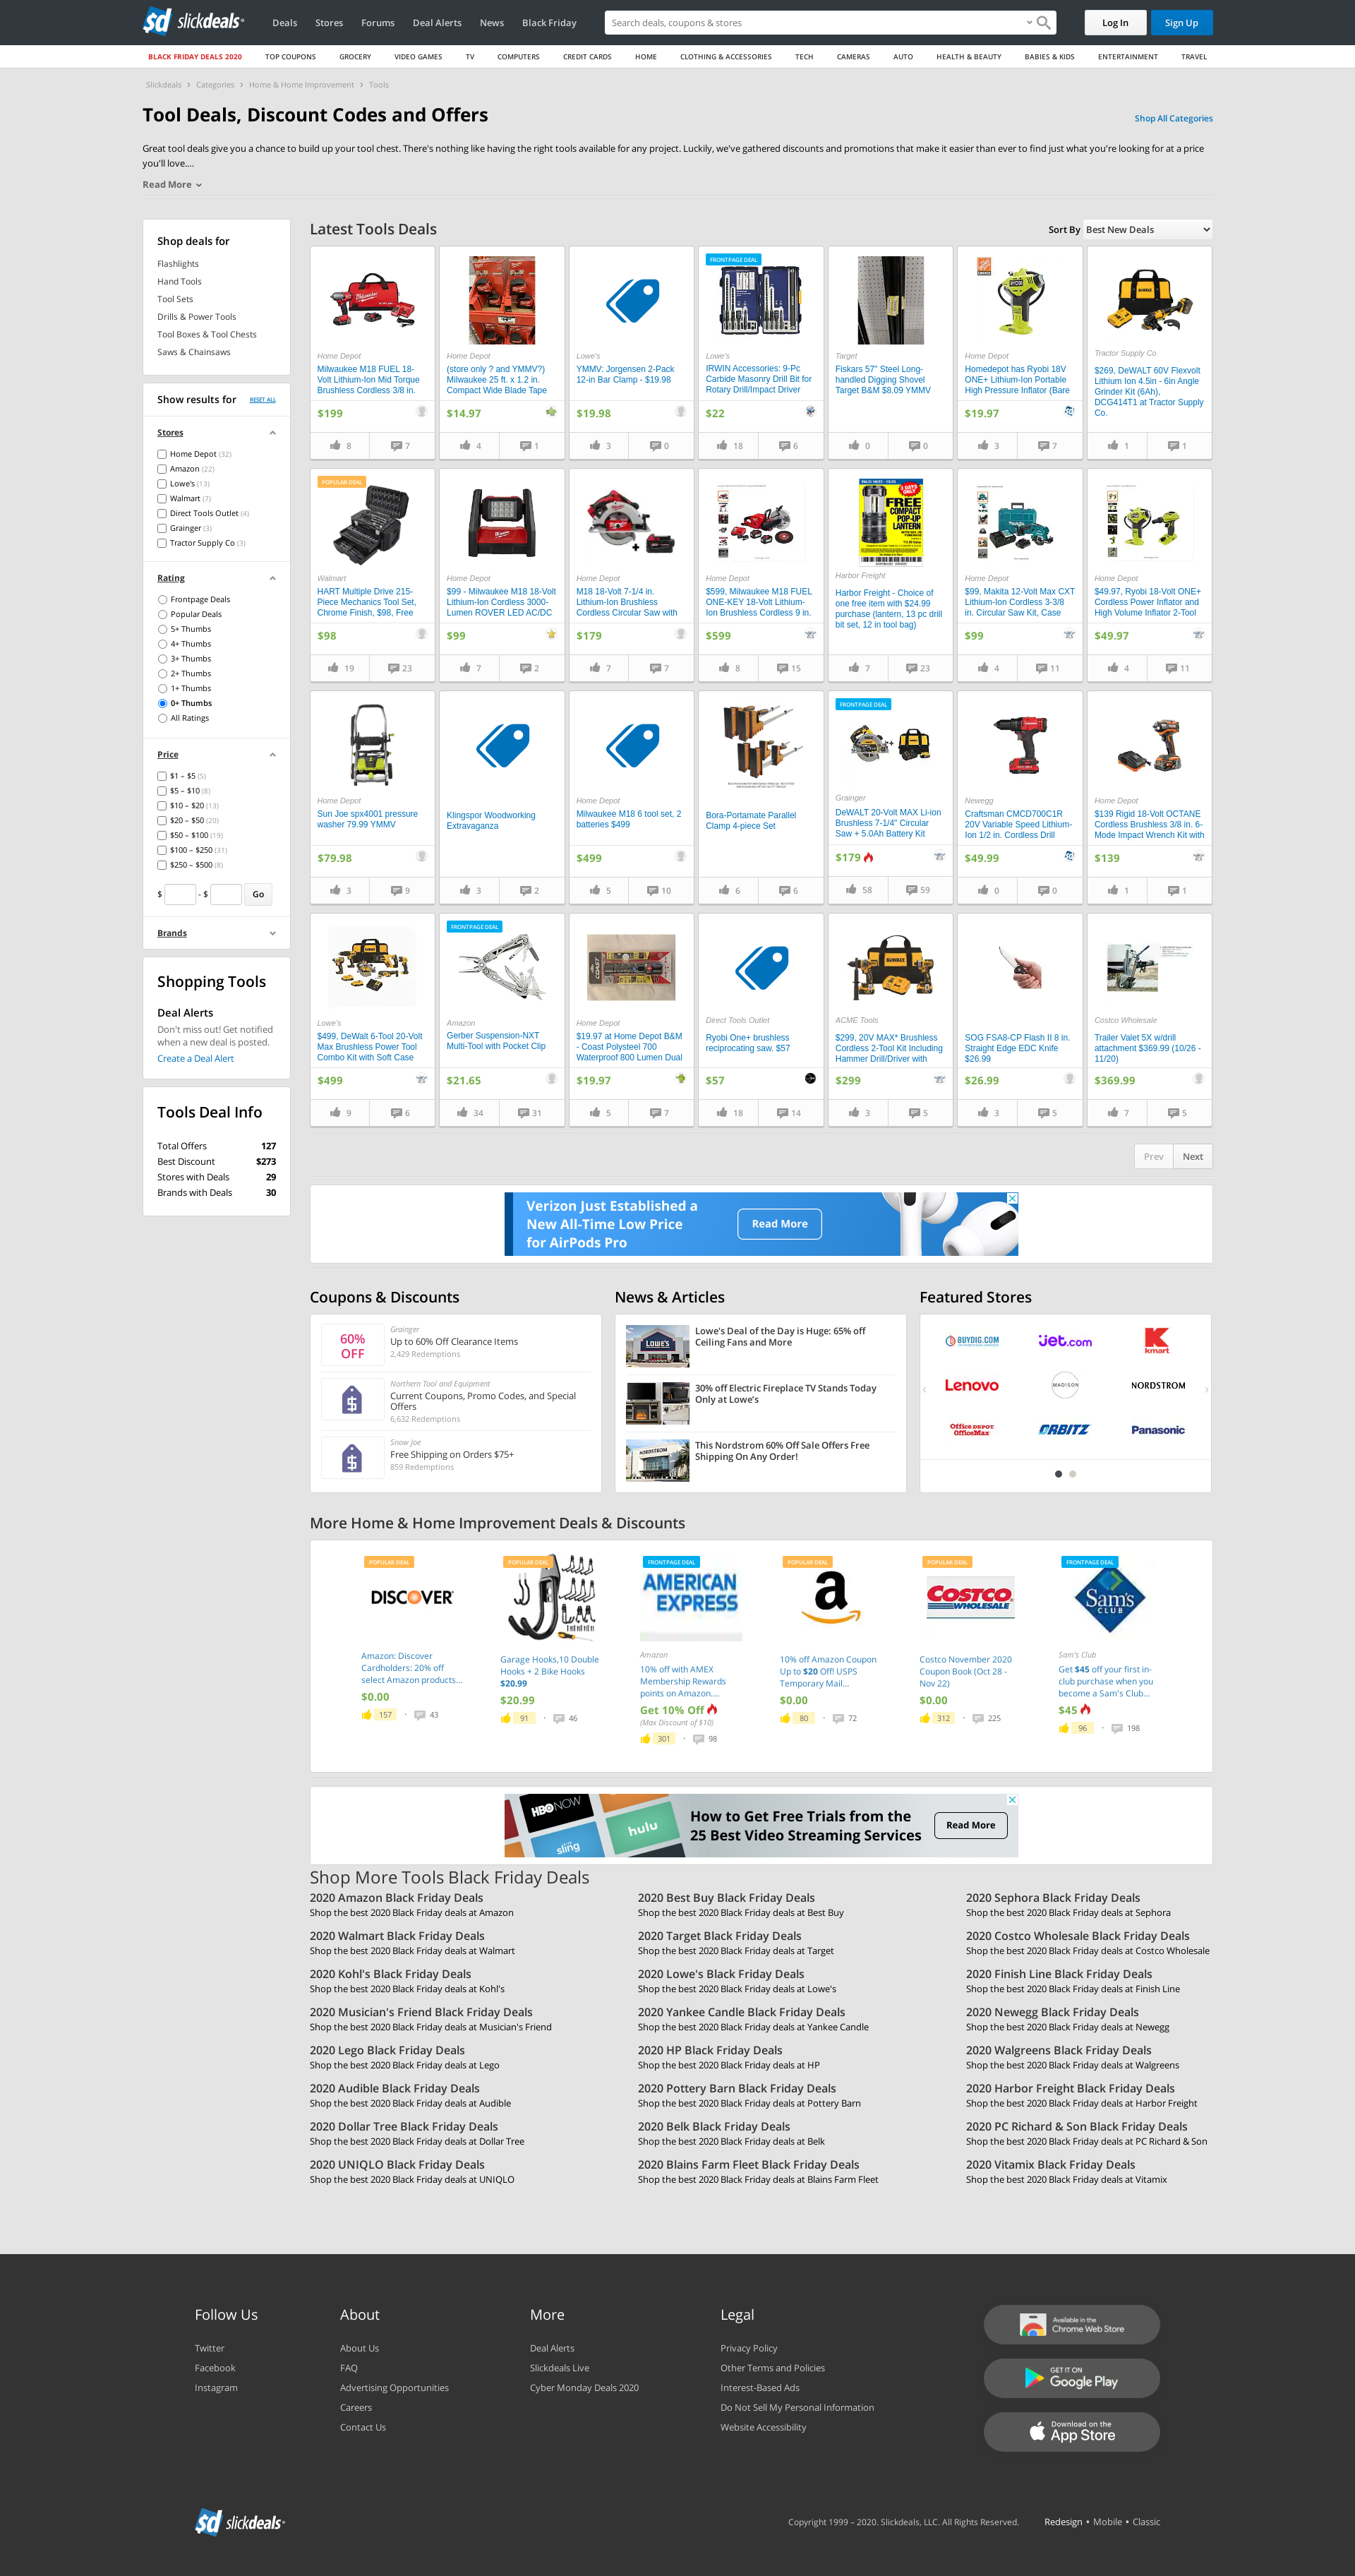 slickdeals
Deals
Stores
Forums
Deal Alerts
News
Black Friday
Search deals, coupons & stores
Log In
Sign Up
BLACK FRIDAY DEALS 2020
TOP COUPONS
GROCERY
VIDEO GAMES
TV
COMPUTERS
CREDIT CARDS
HOME
CLOTHING & ACCESSORIES
TECH
CAMERAS
AUTO
HEALTH & BEAUTY
BABIES & KIDS
ENTERTAINMENT
TRAVEL
Slickdeals > Categories > Home & Home Improvement > Tools
Tool Deals, Discount Codes and Offers
Shop All Categories
Great tool deals give you a chance to build up your tool chest. There's nothing like having the right tools available for any project. Luckily, we've gathered discounts and promotions that make it easier than ever to find just what you're looking for at a price
you'll love....
Read More
Shop deals for
Flashlights
Hand Tools
Tool Sets
Drills & Power Tools
Tool Boxes & Tool Chests
Saws & Chainsaws
Show results for
RESET ALL
Stores
Home Depot (32)
Amazon (22)
Lowe's (13)
Walmart (7)
Direct Tools Outlet (4)
Grainger (3)
Tractor Supply Co (3)
Rating
Frontpage Deals
Popular Deals
5+ Thumbs
4+ Thumbs
3+ Thumbs
2+ Thumbs
1+ Thumbs
0+ Thumbs
All Ratings
Price
$1 – $5 (5)
$5 – $10 (8)
$10 – $20 (13)
$20 – $50 (20)
$50 – $100 (19)
$100 – $250 (31)
$250 – $500 (8)
$ - $ Go
Brands
Shopping Tools
Deal Alerts
Don't miss out! Get notified
when a new deal is posted.
Create a Deal Alert
Tools Deal Info
Total Offers 127
Best Discount $273
Stores with Deals 29
Brands with Deals 30
Latest Tools Deals
Sort By Best New Deals
Home Depot
Milwaukee M18 FUEL 18-
Volt Lithium-Ion Mid Torque
Brushless Cordless 3/8 in.
$199
8 7
Home Depot
(store only ? and YMMV?)
Milwaukee 25 ft. x 1.2 in.
Compact Wide Blade Tape
$14.97
4 1
Lowe's
YMMV: Jorgensen 2-Pack
12-in Bar Clamp - $19.98
$19.98
3 0
FRONTPAGE DEAL
Lowe's
IRWIN Accessories: 9-Pc
Carbide Masonry Drill Bit for
Rotary Drill/Impact Driver
$22
18 6
Target
Fiskars 57" Steel Long-
handled Digging Shovel
Target B&M $8.09 YMMV
0 0
Home Depot
Homedepot has Ryobi 18V
ONE+ Lithium-Ion Portable
High Pressure Inflator (Bare
$19.97
3 7
Tractor Supply Co
$269, DeWALT 60V Flexvolt
Lithium Ion 4.5in - 6in Angle
Grinder Kit (6Ah),
DCG414T1 at Tractor Supply
Co.
1 1
POPULAR DEAL
Walmart
HART Multiple Drive 215-
Piece Mechanics Tool Set,
Chrome Finish, $98, Free
$98
19 23
Home Depot
$99 - Milwaukee M18 18-Volt
Lithium-Ion Cordless 3000-
Lumen ROVER LED AC/DC
$99
7 2
Home Depot
M18 18-Volt 7-1/4 in.
Lithium-Ion Brushless
Cordless Circular Saw with
$179
7 7
Home Depot
$599, Milwaukee M18 FUEL
ONE-KEY 18-Volt Lithium-
Ion Brushless Cordless 9 in.
$599
8 15
FREE
COMPACT
POP-UP
LANTERN
Harbor Freight
Harbor Freight - Choice of
one free item with $24.99
purchase (lantern, 13 pc drill
bit set, 12 in tool bag)
7 23
Home Depot
$99, Makita 12-Volt Max CXT
Lithium-Ion Cordless 3-3/8
in. Circular Saw Kit, Case
$99
4 11
Home Depot
$49.97, Ryobi 18-Volt ONE+
Cordless Power Inflator and
High Volume Inflator 2-Tool
$49.97
4 11
Home Depot
Sun Joe spx4001 pressure
washer 79.99 YMMV
$79.98
3 9
Klingspor Woodworking
Extravaganza
3 2
Home Depot
Milwaukee M18 6 tool set, 2
batteries $499
$499
5 10
Bora-Portamate Parallel
Clamp 4-piece Set
6 6
FRONTPAGE DEAL
Grainger
DeWALT 20-Volt MAX Li-ion
Brushless 7-1/4" Circular
Saw + 5.0Ah Battery Kit
$179
58 59
Newegg
Craftsman CMCD700C1R
20V Variable Speed Lithium-
Ion 1/2 in. Cordless Drill
$49.99
0 0
Home Depot
$139 Rigid 18-Volt OCTANE
Cordless Brushless 3/8 in. 6-
Mode Impact Wrench Kit with
$139
1 1
Lowe's
$499, DeWalt 6-Tool 20-Volt
Max Brushless Power Tool
Combo Kit with Soft Case
$499
9 6
FRONTPAGE DEAL
Amazon
Gerber Suspension-NXT
Multi-Tool with Pocket Clip
$21.65
34 31
COAST
Home Depot
$19.97 at Home Depot B&M
- Coast Polysteel 700
Waterproof 800 Lumen Dual
$19.97
5 7
Direct Tools Outlet
Ryobi One+ brushless
reciprocating saw. $57
$57
18 14
ACME Tools
$299, 20V MAX* Brushless
Cordless 2-Tool Kit Including
Hammer Drill/Driver with
$299
3 5
SOG FSA8-CP Flash II 8 in.
Straight Edge EDC Knife
$26.99
$26.99
3 5
Costco Wholesale
Trailer Valet 5X w/drill
attachment $369.99 (10/26 -
11/20)
$369.99
7 5
Prev
Next
Verizon Just Established a
New All-Time Low Price
for AirPods Pro
Read More
Coupons & Discounts
60%
OFF
Grainger
Up to 60% Off Clearance Items
2,429 Redemptions
Northern Tool and Equipment
Current Coupons, Promo Codes, and Special
Offers
6,632 Redemptions
Snow Joe
Free Shipping on Orders $75+
859 Redemptions
News & Articles
LOWE'S
Lowe's Deal of the Day is Huge: 65% off
Ceiling Fans and More
30% off Electric Fireplace TV Stands Today
Only at Lowe's
NORDSTROM
This Nordstrom 60% Off Sale Offers Free
Shipping On Any Order!
Featured Stores
BUYDIG.COM
jet.com
kmart
Lenovo
MADISON
NORDSTROM
Office DEPOT
OfficeMax
ORBITZ
Panasonic
More Home & Home Improvement Deals & Discounts
POPULAR DEAL
DISCOVER
Amazon: Discover
Cardholders: 20% off
select Amazon products...
$0.00
157 · 43
POPULAR DEAL
Garage Hooks,10 Double
Hooks + 2 Bike Hooks
$20.99
$20.99
91 · 46
FRONTPAGE DEAL
AMERICAN
EXPRESS
Amazon
10% off with AMEX
Membership Rewards
points on Amazon....
Get 10% Off
(Max Discount of $10)
301 · 98
POPULAR DEAL
a
10% off Amazon Coupon
Up to $20 Off! USPS
Temporary Mail...
$0.00
80 · 72
POPULAR DEAL
COSTCO
WHOLESALE
Costco November 2020
Coupon Book (Oct 28 -
Nov 22)
$0.00
312 · 225
FRONTPAGE DEAL
Sam's
CLUB
Sam's Club
Get $45 off your first in-
club purchase when you
become a Sam's Club...
$45
96 · 198
HBO NOW
hulu
sling
How to Get Free Trials from the
25 Best Video Streaming Services
Read More
Shop More Tools Black Friday Deals
2020 Amazon Black Friday Deals
Shop the best 2020 Black Friday deals at Amazon
2020 Best Buy Black Friday Deals
Shop the best 2020 Black Friday deals at Best Buy
2020 Sephora Black Friday Deals
Shop the best 2020 Black Friday deals at Sephora
2020 Walmart Black Friday Deals
Shop the best 2020 Black Friday deals at Walmart
2020 Target Black Friday Deals
Shop the best 2020 Black Friday deals at Target
2020 Costco Wholesale Black Friday Deals
Shop the best 2020 Black Friday deals at Costco Wholesale
2020 Kohl's Black Friday Deals
Shop the best 2020 Black Friday deals at Kohl's
2020 Lowe's Black Friday Deals
Shop the best 2020 Black Friday deals at Lowe's
2020 Finish Line Black Friday Deals
Shop the best 2020 Black Friday deals at Finish Line
2020 Musician's Friend Black Friday Deals
Shop the best 2020 Black Friday deals at Musician's Friend
2020 Yankee Candle Black Friday Deals
Shop the best 2020 Black Friday deals at Yankee Candle
2020 Newegg Black Friday Deals
Shop the best 2020 Black Friday deals at Newegg
2020 Lego Black Friday Deals
Shop the best 2020 Black Friday deals at Lego
2020 HP Black Friday Deals
Shop the best 2020 Black Friday deals at HP
2020 Walgreens Black Friday Deals
Shop the best 2020 Black Friday deals at Walgreens
2020 Audible Black Friday Deals
Shop the best 2020 Black Friday deals at Audible
2020 Pottery Barn Black Friday Deals
Shop the best 2020 Black Friday deals at Pottery Barn
2020 Harbor Freight Black Friday Deals
Shop the best 2020 Black Friday deals at Harbor Freight
2020 Dollar Tree Black Friday Deals
Shop the best 2020 Black Friday deals at Dollar Tree
2020 Belk Black Friday Deals
Shop the best 2020 Black Friday deals at Belk
2020 PC Richard & Son Black Friday Deals
Shop the best 2020 Black Friday deals at PC Richard & Son
2020 UNIQLO Black Friday Deals
Shop the best 2020 Black Friday deals at UNIQLO
2020 Blains Farm Fleet Black Friday Deals
Shop the best 2020 Black Friday deals at Blains Farm Fleet
2020 Vitamix Black Friday Deals
Shop the best 2020 Black Friday deals at Vitamix
Follow Us
Twitter
Facebook
Instagram
About
About Us
FAQ
Advertising Opportunities
Careers
Contact Us
More
Deal Alerts
Slickdeals Live
Cyber Monday Deals 2020
Legal
Privacy Policy
Other Terms and Policies
Interest-Based Ads
Do Not Sell My Personal Information
Website Accessibility
Available in the
Chrome Web Store
GET IT ON
Google Play
Download on the
App Store
slickdeals
Copyright 1999 – 2020. Slickdeals, LLC. All Rights Reserved.
Redesign • Mobile • Classic